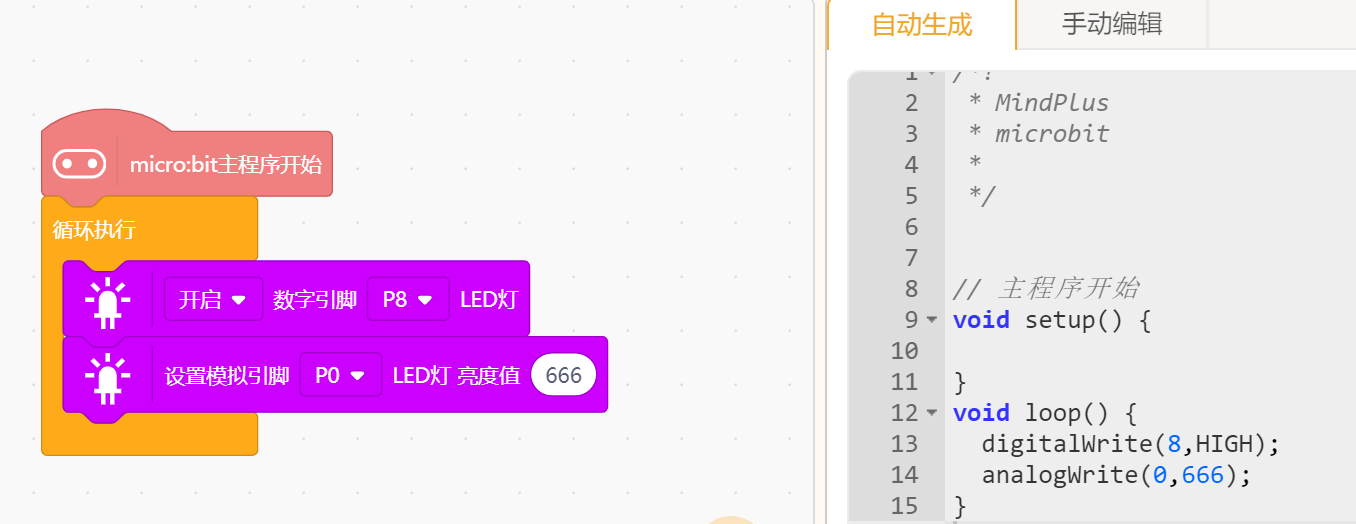 micro:bit主程序开始
循环执行
开启 数字引脚 P8 LED灯
设置模拟引脚 P0 LED灯 亮度值 666
自动生成 手动编辑
1 /*!
2 * MindPlus
3 * microbit
4 *
5 */
6
7
8 // 主程序开始
9 void setup() {
10
11 }
12 void loop() {
13 digitalWrite(8,HIGH);
14 analogWrite(0,666);
15 }